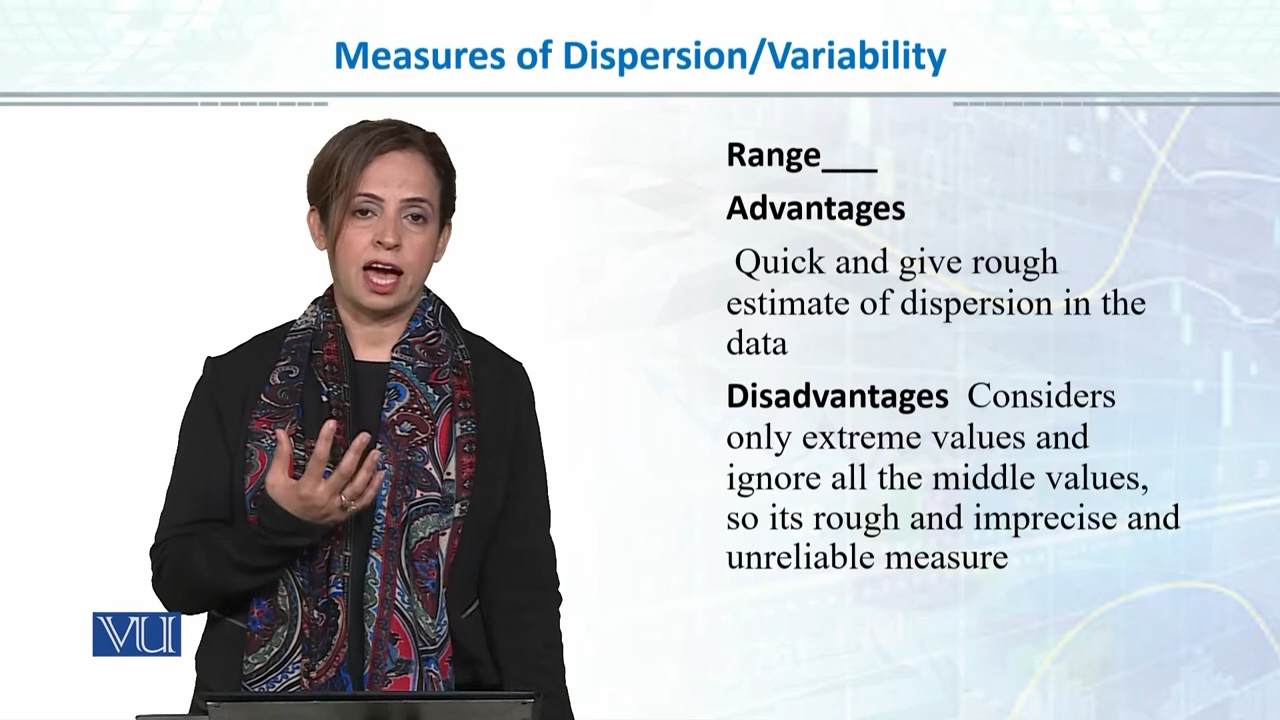 Measures of Dispersion/Variability
Range___
Advantages
Quick and give rough
estimate of dispersion in the
data
Disadvantages Considers
only extreme values and
ignore all the middle values,
so its rough and imprecise and
unreliable measure
VU